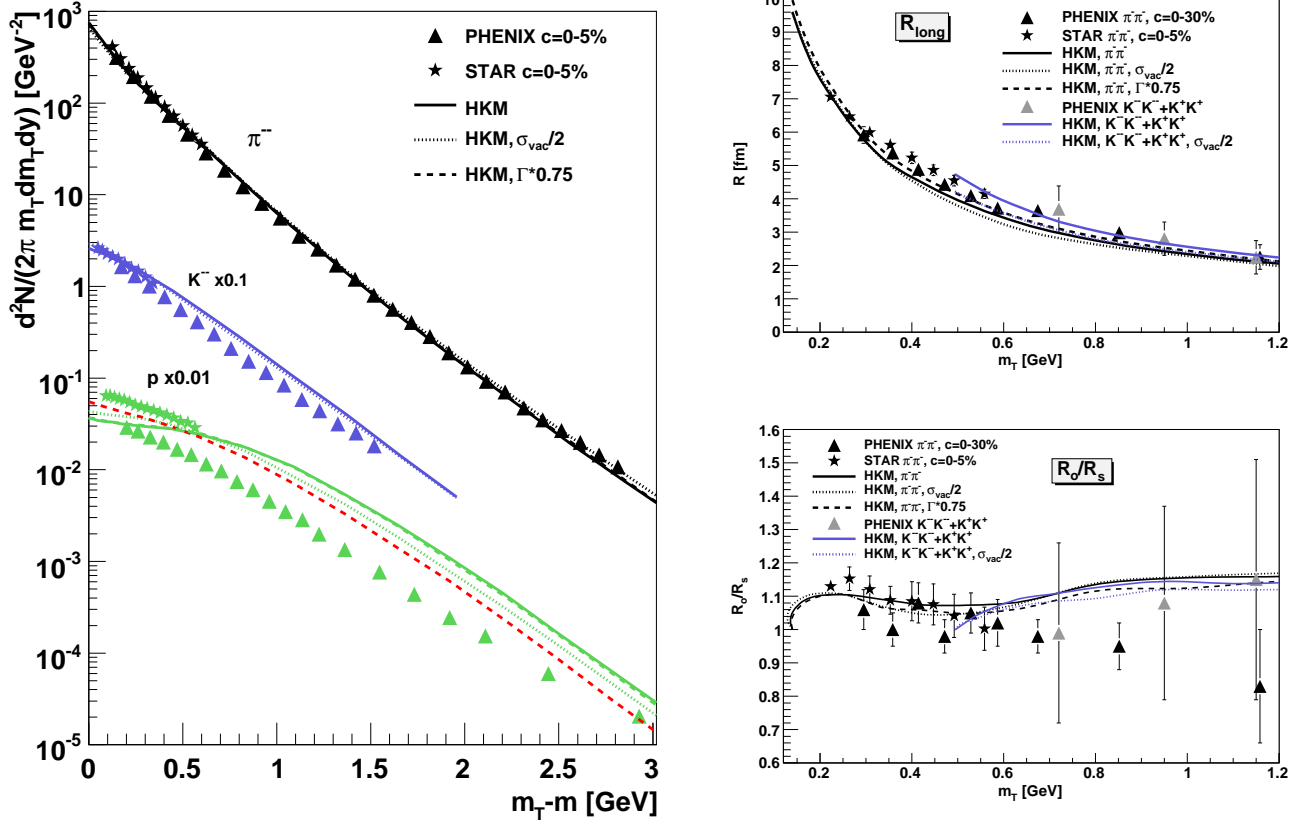 d²N/(2π m_T dm_T dy) [GeV⁻²]
10³
10²
10
1
10⁻¹
10⁻²
10⁻³
10⁻⁴
10⁻⁵
PHENIX c=0-5%
STAR c=0-5%
HKM
HKM, σ_vac/2
HKM, Γ*0.75
π⁻
K⁻ x0.1
p x0.01
0 0.5 1 1.5 2 2.5 3
m_T-m [GeV]
R [fm]
10
9
8
7
6
5
4
3
2
1
0
R_long
PHENIX π⁻π⁻, c=0-30%
STAR π⁻π⁻, c=0-5%
HKM, π⁻π⁻
HKM, π⁻π⁻, σ_vac/2
HKM, π⁻π⁻, Γ*0.75
PHENIX K⁻K⁻+K⁺K⁺
HKM, K⁻K⁻+K⁺K⁺
HKM, K⁻K⁻+K⁺K⁺, σ_vac/2
0.2 0.4 0.6 0.8 1 1.2
m_T [GeV]
R_o/R_s
1.6
1.5
1.4
1.3
1.2
1.1
1
0.9
0.8
0.7
0.6
PHENIX π⁻π⁻, c=0-30%
STAR π⁻π⁻, c=0-5%
HKM, π⁻π⁻
HKM, π⁻π⁻, σ_vac/2
HKM, π⁻π⁻, Γ*0.75
PHENIX K⁻K⁻+K⁺K⁺
HKM, K⁻K⁻+K⁺K⁺
HKM, K⁻K⁻+K⁺K⁺, σ_vac/2
R_o/R_s
0.2 0.4 0.6 0.8 1 1.2
m_T [GeV]